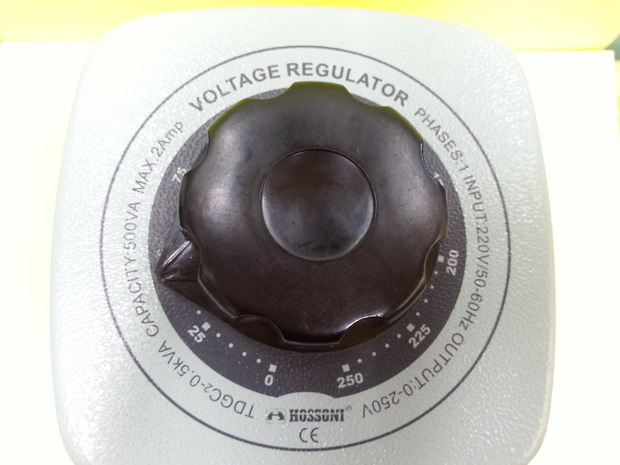 VOLTAGE REGULATOR
PHASES:1 INPUT:220V/50-60Hz OUTPUT:0-250V
TDGC2-0.5KVA CAPACITY:500VA MAX.2Amp
75
200
25
225
0
250
HOSSONI®
CE